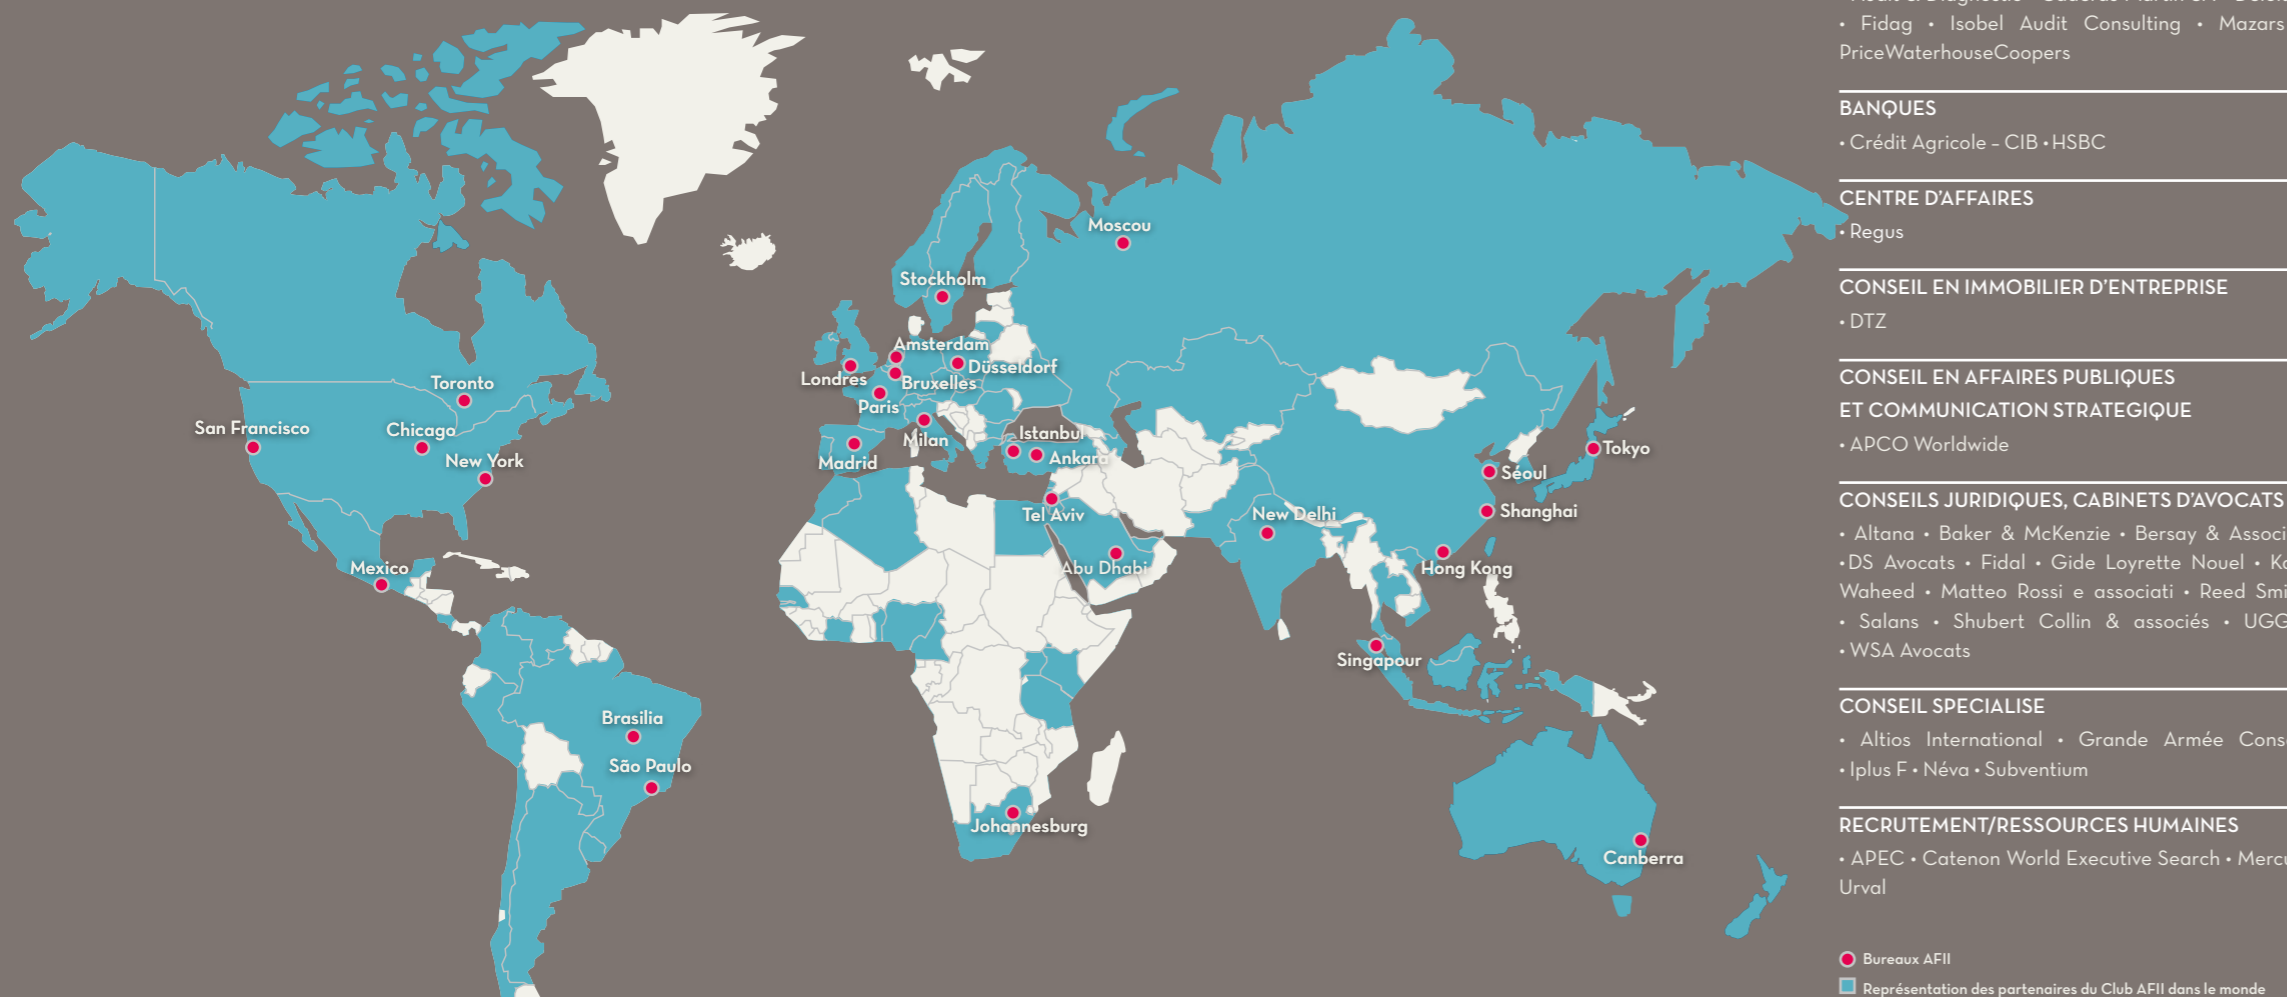 Moscou
Stockholm
Amsterdam
Düsseldorf
Londres
Bruxelles
Paris
Toronto
San Francisco
Chicago
New York
Milan
Istanbul
Ankara
Madrid
Tokyo
Séoul
Tel Aviv
New Delhi
Shanghai
Mexico
Abu Dhabi
Hong Kong
Singapour
Brasilia
São Paulo
Johannesburg
Canberra
• Fidag • Isobel Audit Consulting • Mazars
PriceWaterhouseCoopers
BANQUES
• Crédit Agricole – CIB • HSBC
CENTRE D'AFFAIRES
• Regus
CONSEIL EN IMMOBILIER D'ENTREPRISE
• DTZ
CONSEIL EN AFFAIRES PUBLIQUES
ET COMMUNICATION STRATEGIQUE
• APCO Worldwide
CONSEILS JURIDIQUES, CABINETS D'AVOCATS
• Altana • Baker & McKenzie • Bersay &
• DS Avocats • Fidal • Gide Loyrette Nouel •
Waheed • Matteo Rossi e associati • Reed
• Salans • Shubert Collin & associés •
• WSA Avocats
CONSEIL SPECIALISE
• Altios International • Grande Armée
• Iplus F • Néva • Subventium
RECRUTEMENT/RESSOURCES HUMAINES
• APEC • Catenon World Executive Search •
Urval
Bureaux AFII
Représentation des partenaires du Club AFII dans le monde